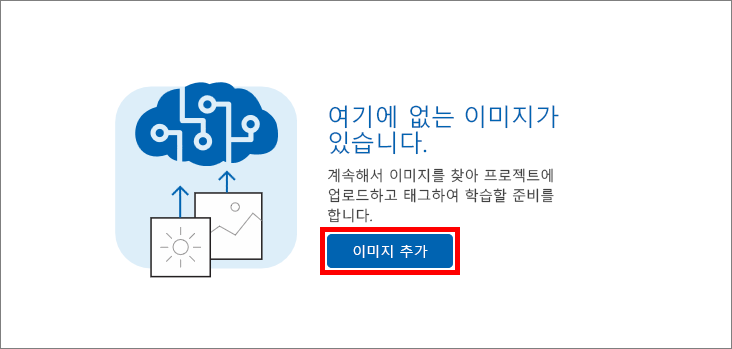 여기에 없는 이미지가
있습니다.
계속해서 이미지를 찾아 프로젝트에
업로드하고 태그하여 학습할 준비를
합니다.
이미지 추가